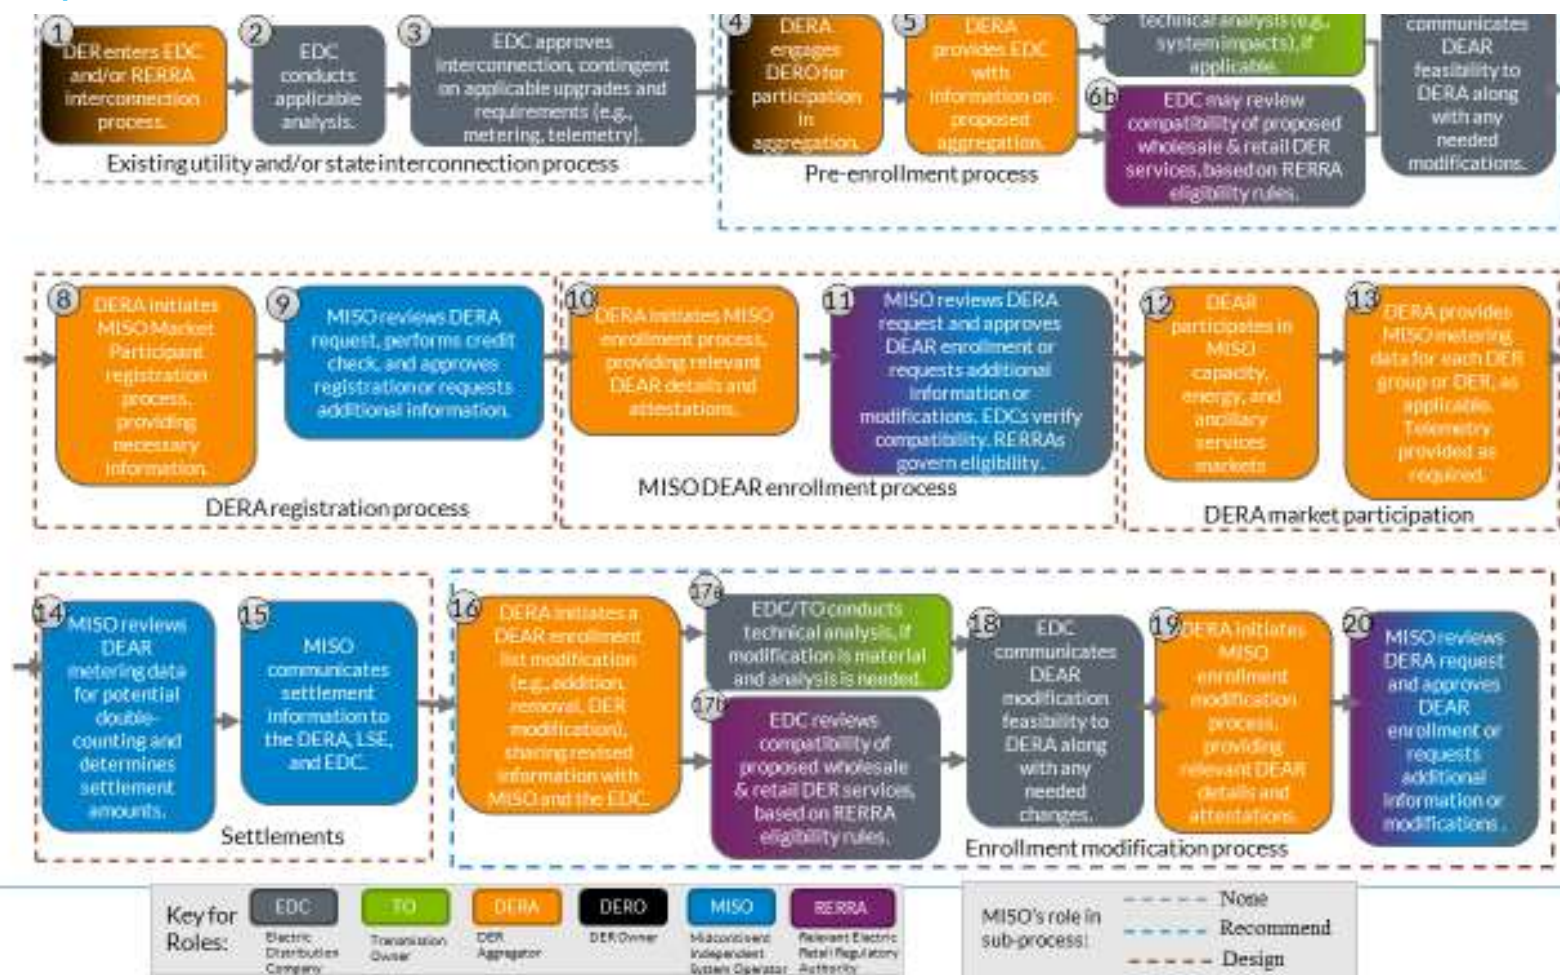 1
DER enters EDC
and/or RERRA
interconnection
process.
2
EDC
conducts
applicable
analysis.
3
EDC approves
interconnection, contingent
on applicable upgrades and
requirements (e.g.,
metering, telemetry).
Existing utility and/or state interconnection process
4
DERA
engages
DERO for
participation
in
aggregation.
5
DERA
provides EDC
with
information on
proposed
aggregation.
technical analysis (e.g.,
system impacts), if
applicable.
6b
EDC may review
compatibility of proposed
wholesale & retail DER
services, based on RERRA
eligibility rules.
communicates
DEAR
feasibility to
DERA along
with any
needed
modifications.
Pre-enrollment process
8
DERA initiates
MISO Market
Participant
registration
process,
providing
necessary
information.
9
MISO reviews DERA
request, performs credit
check, and approves
registration or requests
additional information.
DERA registration process
10
DERA initiates MISO
enrollment process,
providing relevant
DEAR details and
attestations.
11
MISO reviews DERA
request and approves
DEAR enrollment or
requests additional
information or
modifications. EDCs verify
compatibility. RERRAs
govern eligibility.
MISO DEAR enrollment process
12
DEAR
participates in
MISO
capacity,
energy, and
ancillary
services
markets
13
DERA provides
MISO metering
data for each DER
group or DER, as
applicable.
Telemetry
provided as
required.
DERA market participation
14
MISO reviews
DEAR
metering data
for potential
double-
counting and
determines
settlement
amounts.
15
MISO
communicates
settlement
information to
the DERA, LSE,
and EDC.
Settlements
16
DERA initiates a
DEAR enrollment
list modification
(e.g., addition,
removal, DER
modification),
sharing revised
information with
MISO and the EDC.
17a
EDC/TO conducts
technical analysis, if
modification is material
and analysis is needed.
17b
EDC reviews
compatibility of
proposed wholesale
& retail DER services,
based on RERRA
eligibility rules.
18
EDC
communicates
DEAR
modification
feasibility to
DERA along
with any
needed
changes.
19
DERA initiates
MISO
enrollment
modification
process,
providing
relevant DEAR
details and
attestations.
20
MISO reviews
DERA request
and approves
DEAR
enrollment or
requests
additional
information or
modifications.
Enrollment modification process
Key for
Roles:
EDC
Electric
Distribution
Company
TO
Transmission
Owner
DERA
DER
Aggregator
DERO
DER Owner
MISO
Midcontinent
Independent
System Operator
RERRA
Relevant Electric
Retail Regulatory
Authority
MISO's role in
sub-process:
None
Recommend
Design